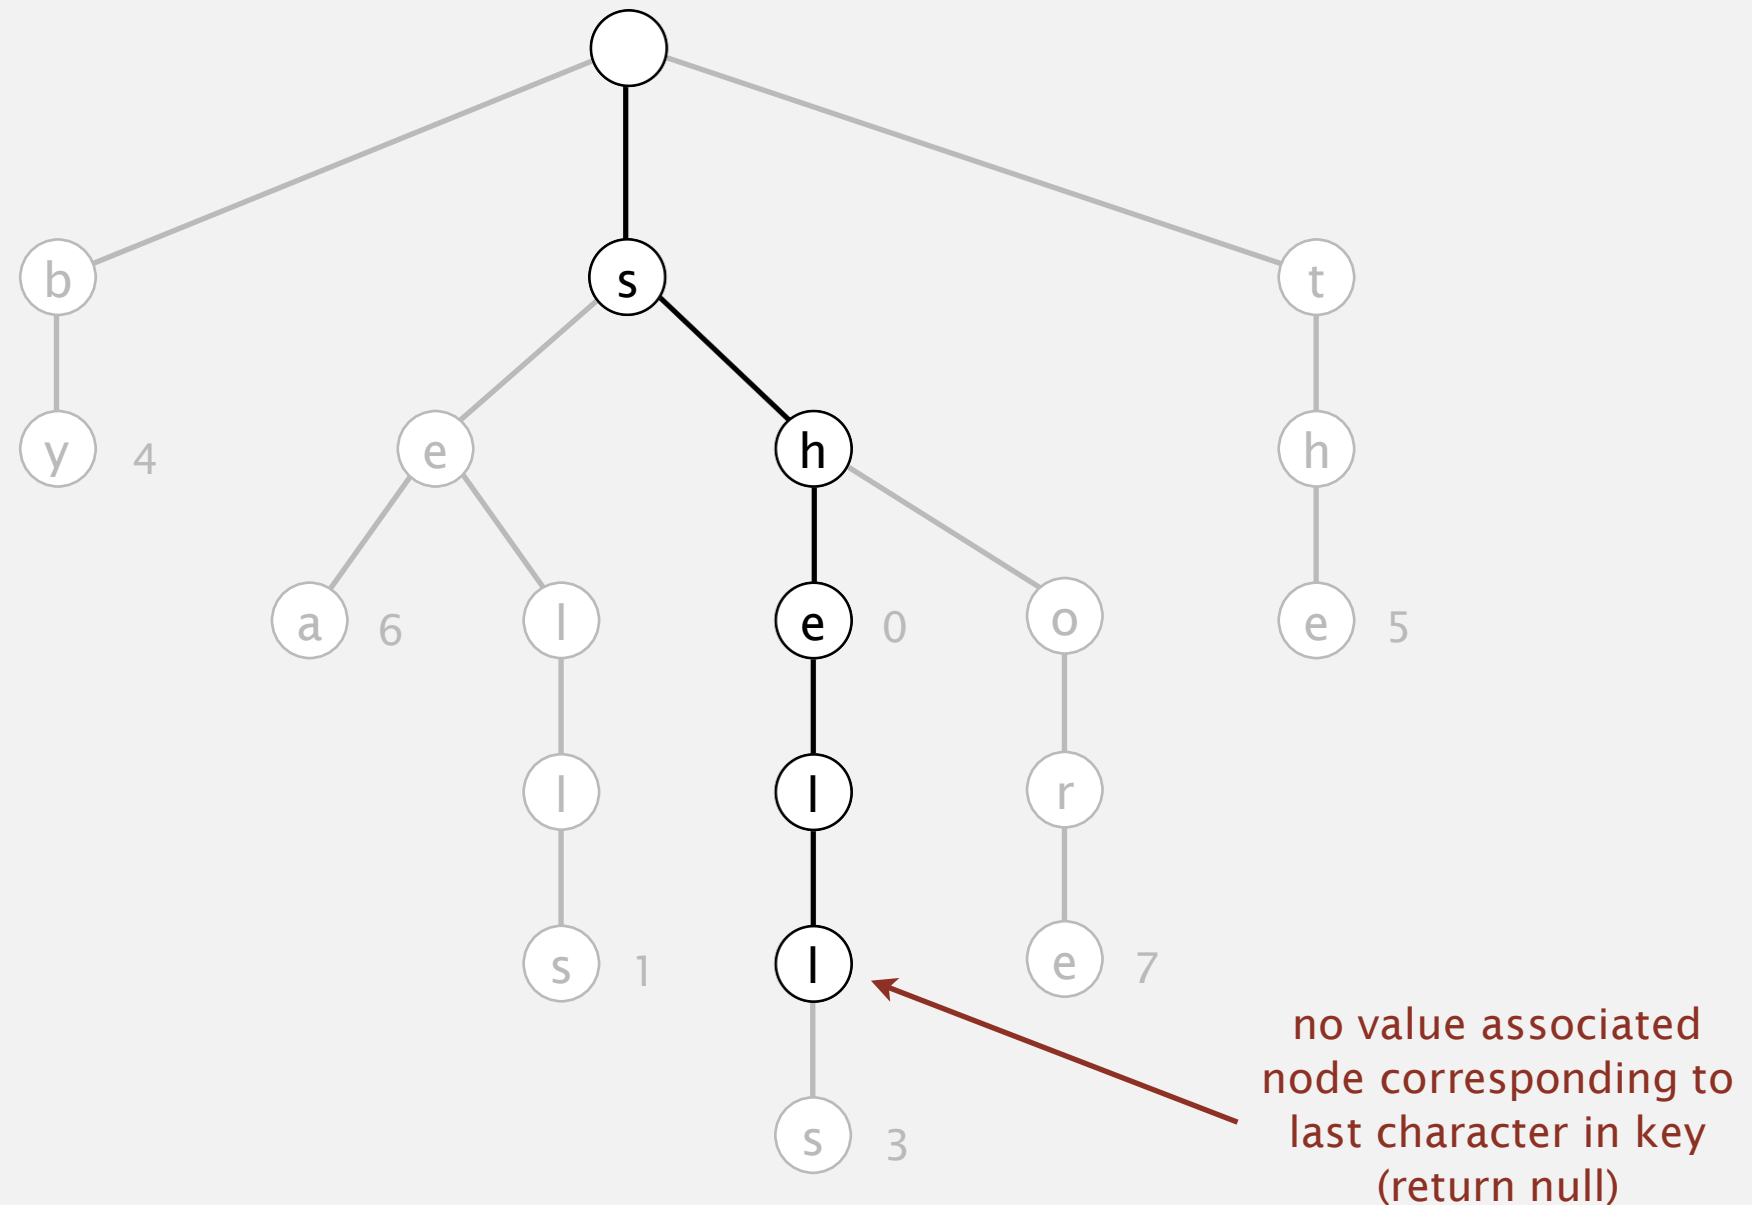 b
s
t
y 4
e
h
h
a 6
l
e 0
o
e 5
l
l
r
s 1
l
e 7
no value associated
node corresponding to
last character in key
(return null)
s 3